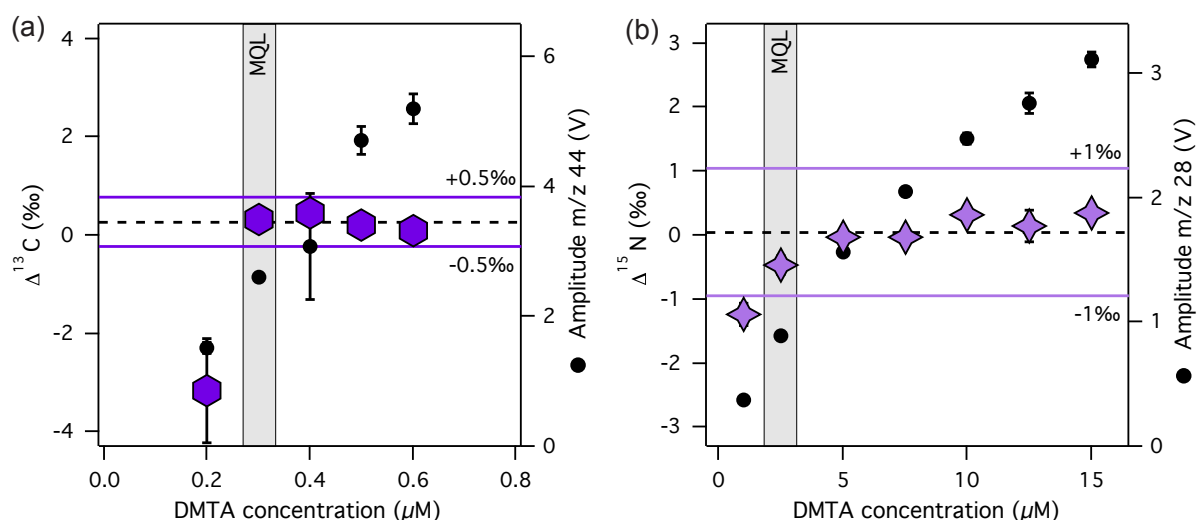 (a)
4
2
0
-2
-4
Δ¹³C (‰)
MQL
+0.5‰
-0.5‰
6
4
2
0
Amplitude m/z 44 (V)
0.0 0.2 0.4 0.6 0.8
DMTA concentration (µM)
(b)
3
2
1
0
-1
-2
-3
Δ¹⁵N (‰)
MQL
+1‰
-1‰
3
2
1
0
Amplitude m/z 28 (V)
0 5 10 15
DMTA concentration (µM)